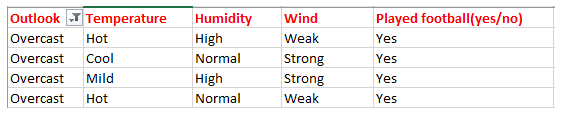 Outlook Temperature Humidity Wind Played football(yes/no)
Overcast Hot High Weak Yes
Overcast Cool Normal Strong Yes
Overcast Mild High Strong Yes
Overcast Hot Normal Weak Yes